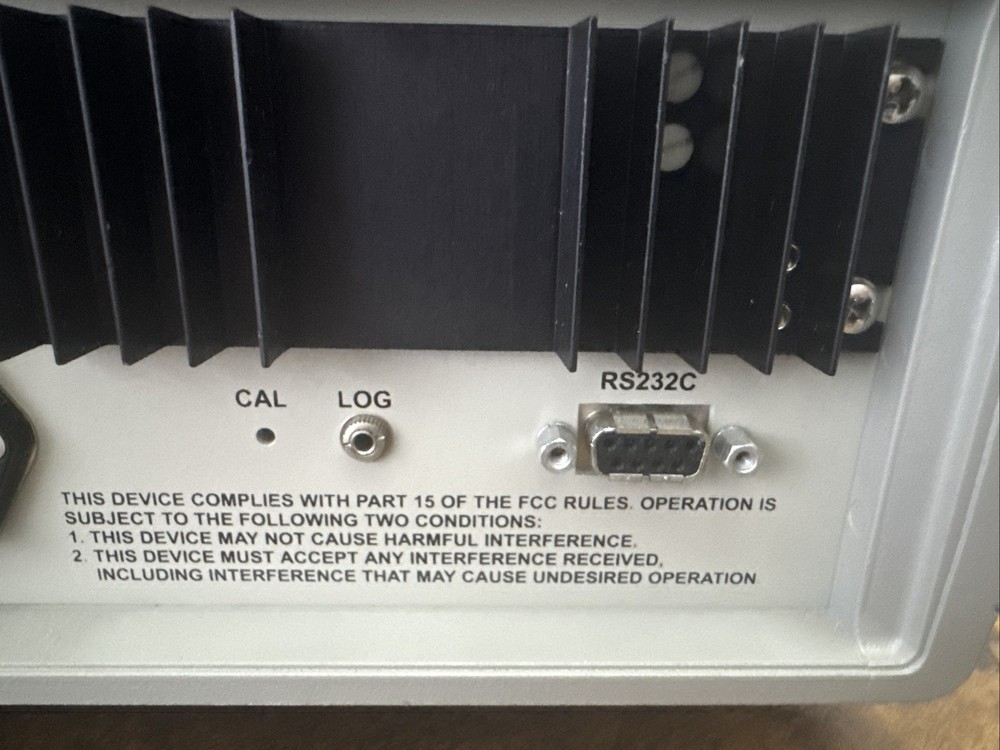 CAL LOG RS232C
THIS DEVICE COMPLIES WITH PART 15 OF THE FCC RULES. OPERATION IS
SUBJECT TO THE FOLLOWING TWO CONDITIONS:
1. THIS DEVICE MAY NOT CAUSE HARMFUL INTERFERENCE,
2. THIS DEVICE MUST ACCEPT ANY INTERFERENCE RECEIVED,
INCLUDING INTERFERENCE THAT MAY CAUSE UNDESIRED OPERATION